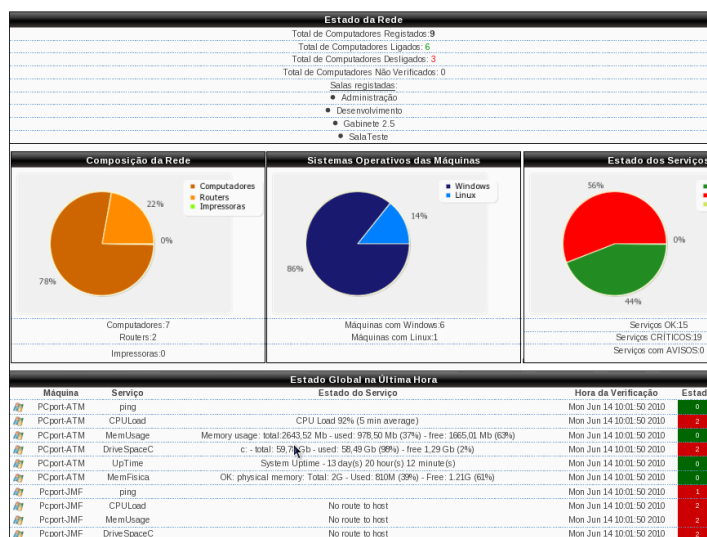 Estado da Rede
Total de Computadores Registados:9
Total de Computadores Ligados: 6
Total de Computadores Desligados: 3
Total de Computadores Não Verificados: 0
Salas registadas:
• Administração
• Desenvolvimento
• Gabinete 2.5
• SalaTeste
Composição da Rede
Computadores
Routers
Impressoras
22%
0%
78%
Computadores:7
Routers:2
Impressoras:0
Sistemas Operativos das Máquinas
Windows
Linux
14%
86%
Máquinas com Windows:6
Máquinas com Linux:1
Estado dos Serviços
56%
0%
44%
Serviços OK:15
Serviços CRÍTICOS:19
Serviços com AVISOS:0
Estado Global na Última Hora
Máquina Serviço Estado do Serviço Hora da Verificação Estad
PCport-ATM ping Mon Jun 14 10:01:50 2010 0
PCport-ATM CPULoad CPU Load 92% (5 min average) Mon Jun 14 10:01:50 2010 2
PCport-ATM MemUsage Memory usage: total:2643,52 Mb - used: 978,50 Mb (37%) - free: 1665,01 Mb (63%) Mon Jun 14 10:01:50 2010 0
PCport-ATM DriveSpaceC c: - total: Gb - used: 58,49 Gb (98%) - free 1,29 Gb (2%) Mon Jun 14 10:01:50 2010 2
PCport-ATM UpTime System Uptime - 13 day(s) 20 hour(s) 12 minute(s) Mon Jun 14 10:01:50 2010 0
PCport-ATM MemFisica OK: physical memory: Total: 2G - Used: 810M (39%) - Free: 1.21G (61%) Mon Jun 14 10:01:50 2010 0
Pcport-JMF ping Mon Jun 14 10:01:50 2010 1
Pcport-JMF CPULoad No route to host Mon Jun 14 10:01:50 2010 2
Pcport-JMF MemUsage No route to host Mon Jun 14 10:01:50 2010 2
Pcport-JMF DriveSpaceC No route to host Mon Jun 14 10:01:50 2010 2